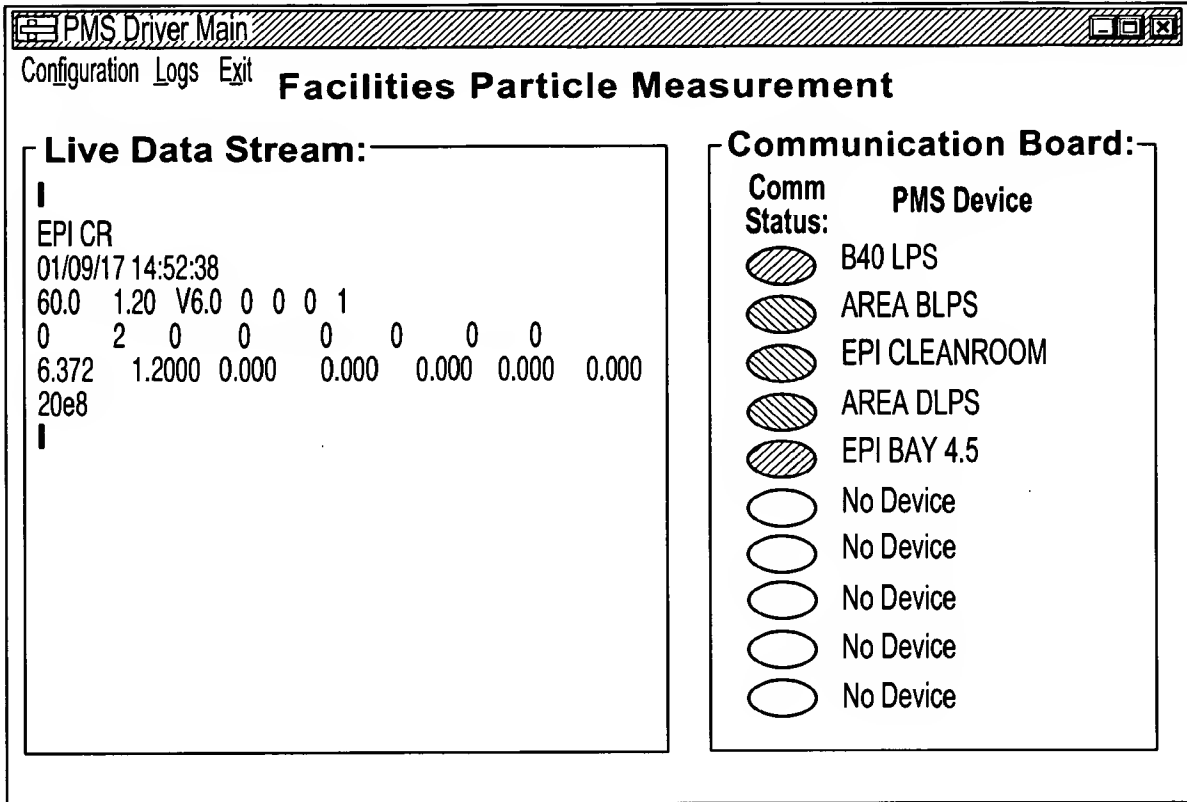 PMS Driver Main
Configuration Logs Exit
Facilities Particle Measurement
Live Data Stream:
EPI CR
01/09/17 14:52:38
60.0 1.20 V6.0 0 0 0 1
0 2 0 0 0 0 0 0
6.372 1.2000 0.000 0.000 0.000 0.000 0.000
20e8
Communication Board:
Comm Status:
PMS Device
B40 LPS
AREA BLPS
EPI CLEANROOM
AREA DLPS
EPI BAY 4.5
No Device
No Device
No Device
No Device
No Device